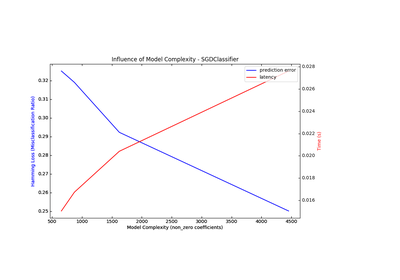 Influence of Model Complexity - SGDClassifier
prediction error
latency
0.32
0.31
0.30
0.29
0.28
0.27
0.26
0.25
Hamming Loss (Misclassification Ratio)
0.028
0.026
0.024
0.022
0.020
0.018
0.016
Time (s)
500 1000 1500 2000 2500 3000 3500 4000 4500
Model Complexity (non_zero coefficients)